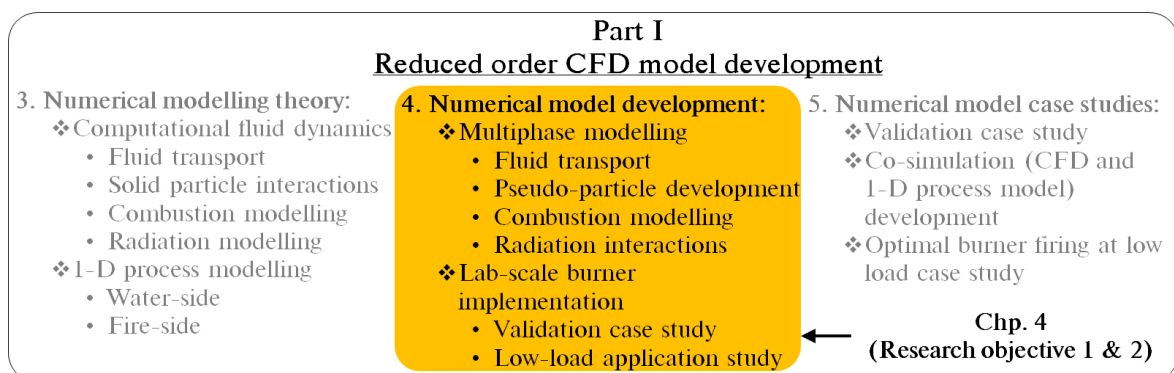 Part I
Reduced order CFD model development
3. Numerical modelling theory:
❖Computational fluid dynamics
• Fluid transport
• Solid particle interactions
• Combustion modelling
• Radiation modelling
❖1-D process modelling
• Water-side
• Fire-side
4. Numerical model development:
❖Multiphase modelling
• Fluid transport
• Pseudo-particle development
• Combustion modelling
• Radiation interactions
❖Lab-scale burner
implementation
• Validation case study
• Low-load application study
5. Numerical model case studies:
❖Validation case study
❖Co-simulation (CFD and
1-D process model)
development
❖Optimal burner firing at low
load case study
Chp. 4
(Research objective 1 & 2)